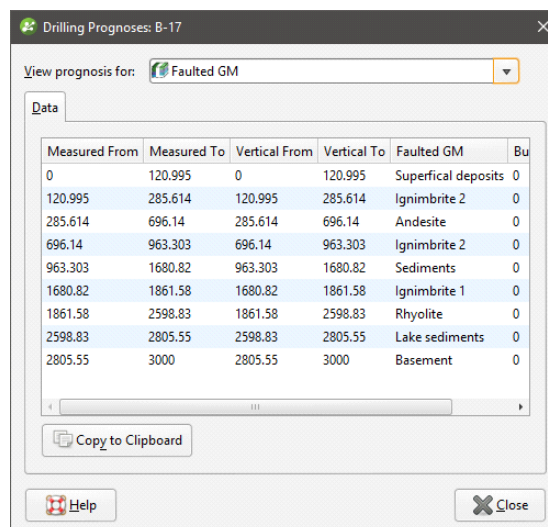 Drilling Prognoses: B-17
View prognosis for: Faulted GM
Data
Measured From Measured To Vertical From Vertical To Faulted GM Bu
0 120.995 0 120.995 Superfical deposits 0
120.995 285.614 120.995 285.614 Ignimbrite 2 0
285.614 696.14 285.614 696.14 Andesite 0
696.14 963.303 696.14 963.303 Ignimbrite 2 0
963.303 1680.82 963.303 1680.82 Sediments 0
1680.82 1861.58 1680.82 1861.58 Ignimbrite 1 0
1861.58 2598.83 1861.58 2598.83 Rhyolite 0
2598.83 2805.55 2598.83 2805.55 Lake sediments 0
2805.55 3000 2805.55 3000 Basement 0
Copy to Clipboard
Help Close